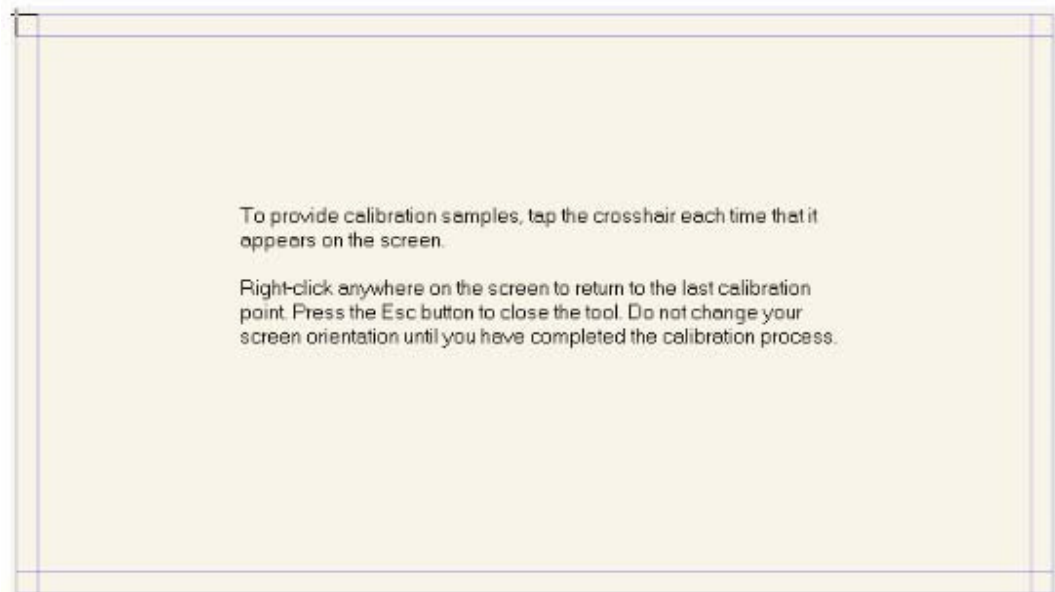 To provide calibration samples, tap the crosshair each time that it
appears on the screen.
Right-click anywhere on the screen to return to the last calibration
point. Press the Esc button to close the tool. Do not change your
screen orientation until you have completed the calibration process.